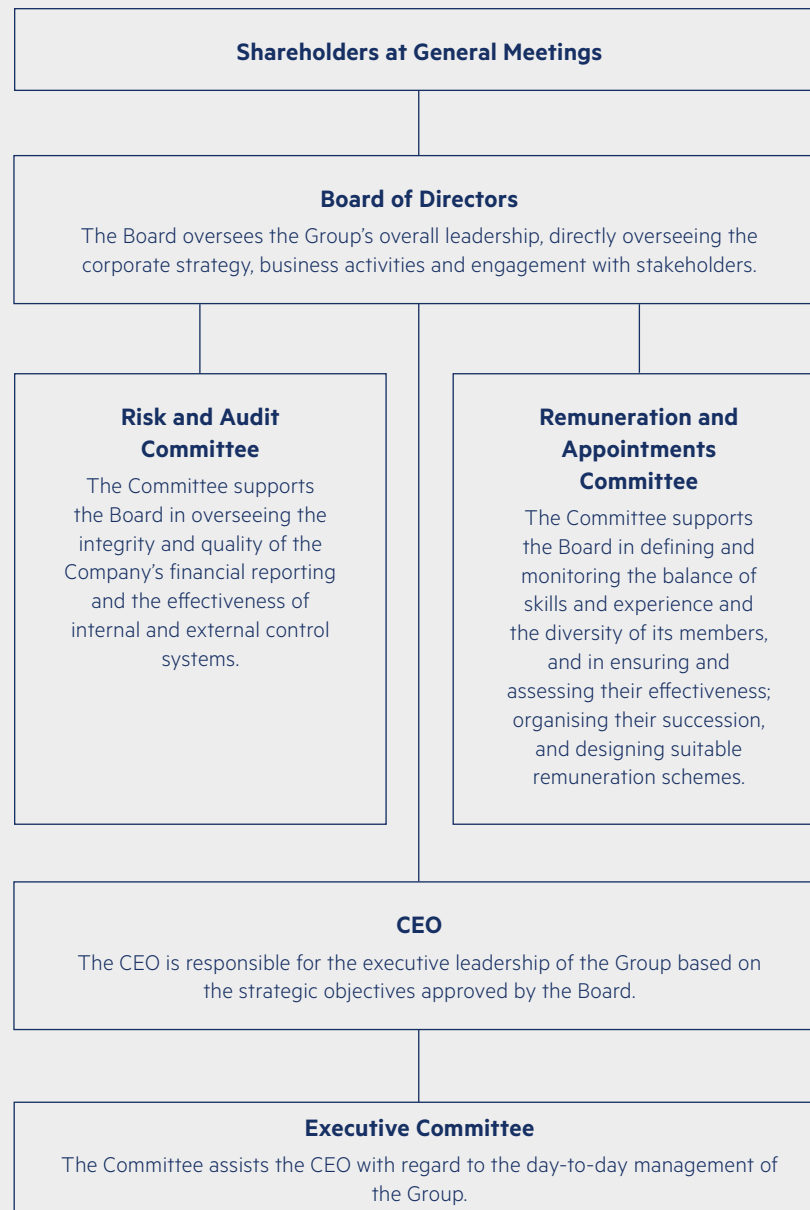 Shareholders at General Meetings
Board of Directors
The Board oversees the Group's overall leadership, directly overseeing the
corporate strategy, business activities and engagement with stakeholders.
Risk and Audit
Committee
The Committee supports
the Board in overseeing the
integrity and quality of the
Company's financial reporting
and the effectiveness of
internal and external control
systems.
Remuneration and
Appointments
Committee
The Committee supports
the Board in defining and
monitoring the balance of
skills and experience and
the diversity of its members,
and in ensuring and
assessing their effectiveness;
organising their succession,
and designing suitable
remuneration schemes.
CEO
The CEO is responsible for the executive leadership of the Group based on
the strategic objectives approved by the Board.
Executive Committee
The Committee assists the CEO with regard to the day-to-day management of
the Group.